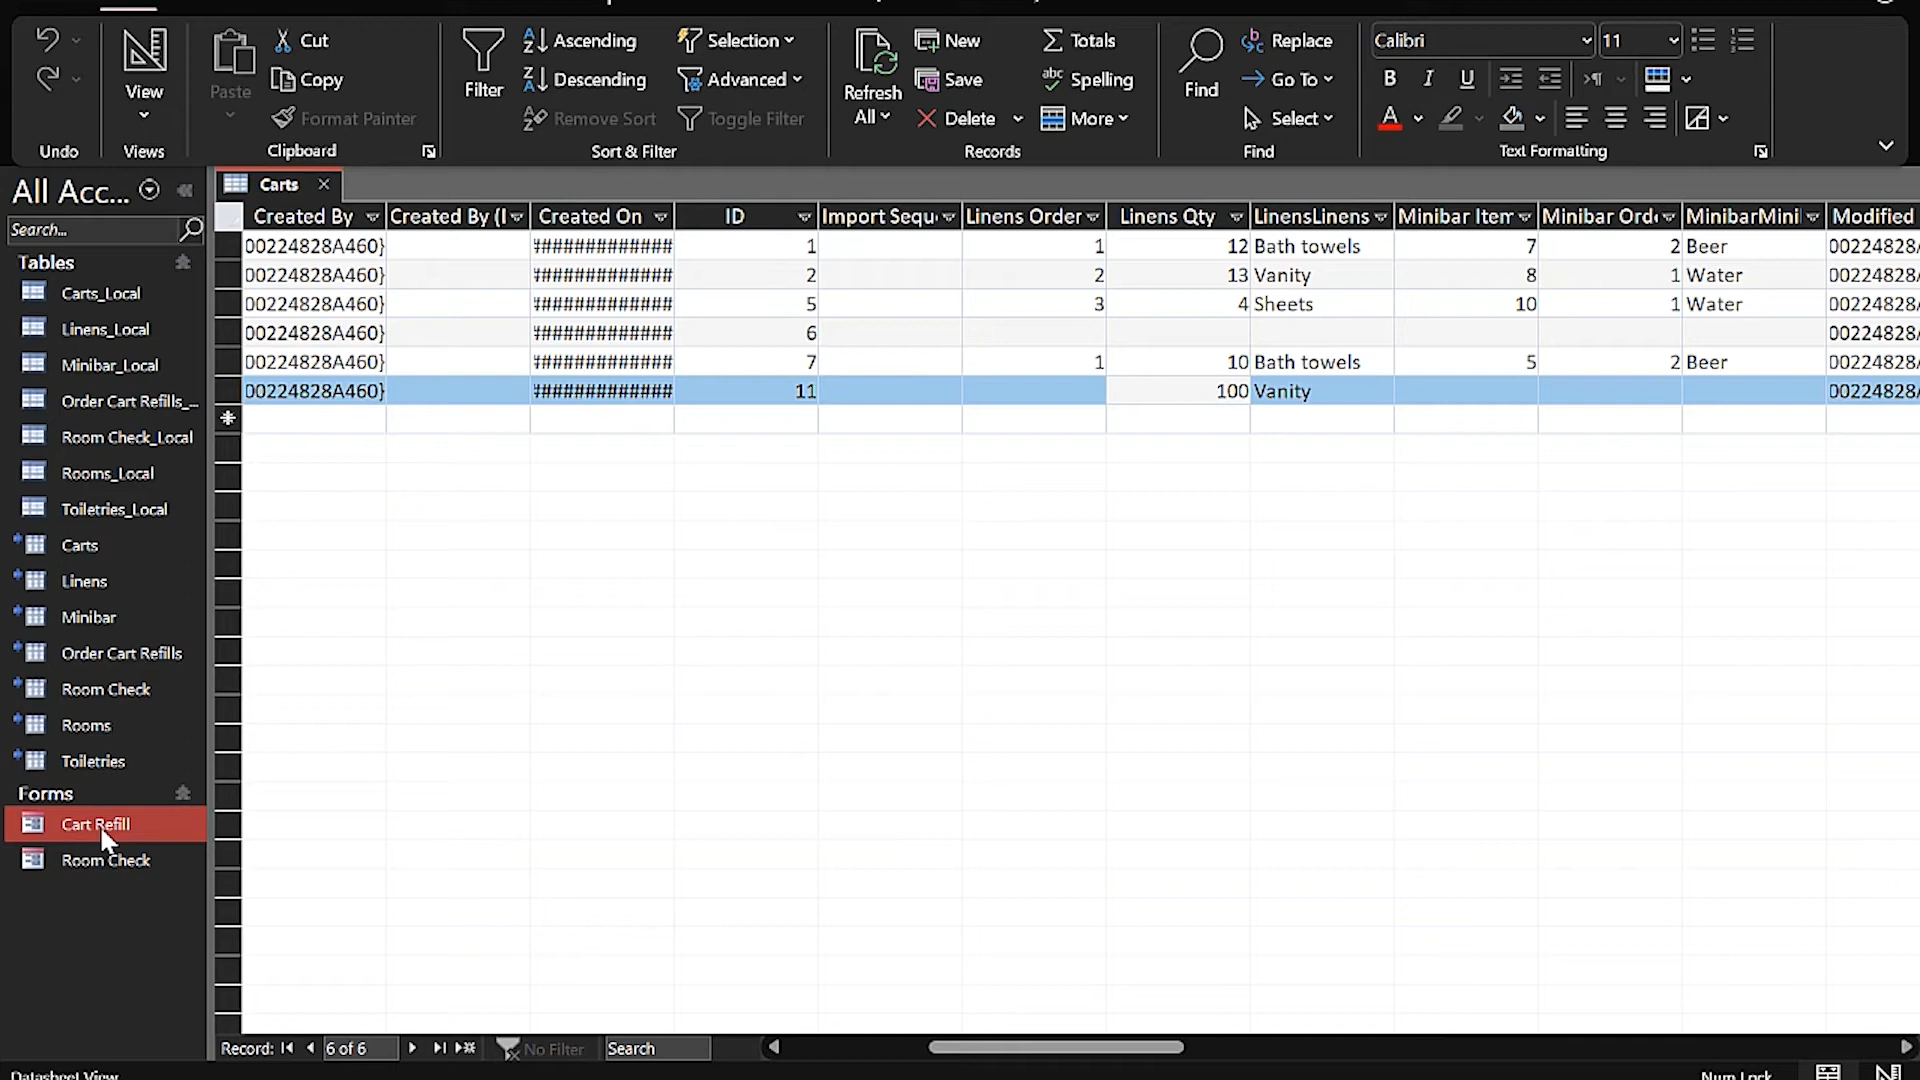 Cut
Copy
Paste
Format Painter
View
Undo
Views
Clipboard
Filter
Ascending
Descending
Remove Sort
Selection
Advanced
Toggle Filter
Sort & Filter
Refresh
All
New
Save
Delete
Totals
Spelling
More
Records
Find
Replace
Go To
Select
Find
Calibri
11
B I U
A
Text Formatting
All Acc...
Search...
Tables
Carts_Local
Linens_Local
Minibar_Local
Order Cart Refills_...
Room Check_Local
Rooms_Local
Toiletries_Local
Carts
Linens
Minibar
Order Cart Refills
Room Check
Rooms
Toiletries
Forms
Cart Refill
Room Check
Carts
Created By Created By (I Created On ID Import Sequ Linens Order Linens Qty LinensLinens Minibar Item Minibar Ord MinibarMini Modified
00224828A460} ############# 1 1 12 Bath towels 7 2 Beer 00224828A
00224828A460} ############# 2 2 13 Vanity 8 1 Water 00224828A
00224828A460} ############# 5 3 4 Sheets 10 1 Water 00224828A
00224828A460} ############# 6 00224828A
00224828A460} ############# 7 1 10 Bath towels 5 2 Beer 00224828A
00224828A460} ############# 11 100 Vanity 00224828A
Record: 6 of 6 No Filter Search
Datasheet View
Num Lock